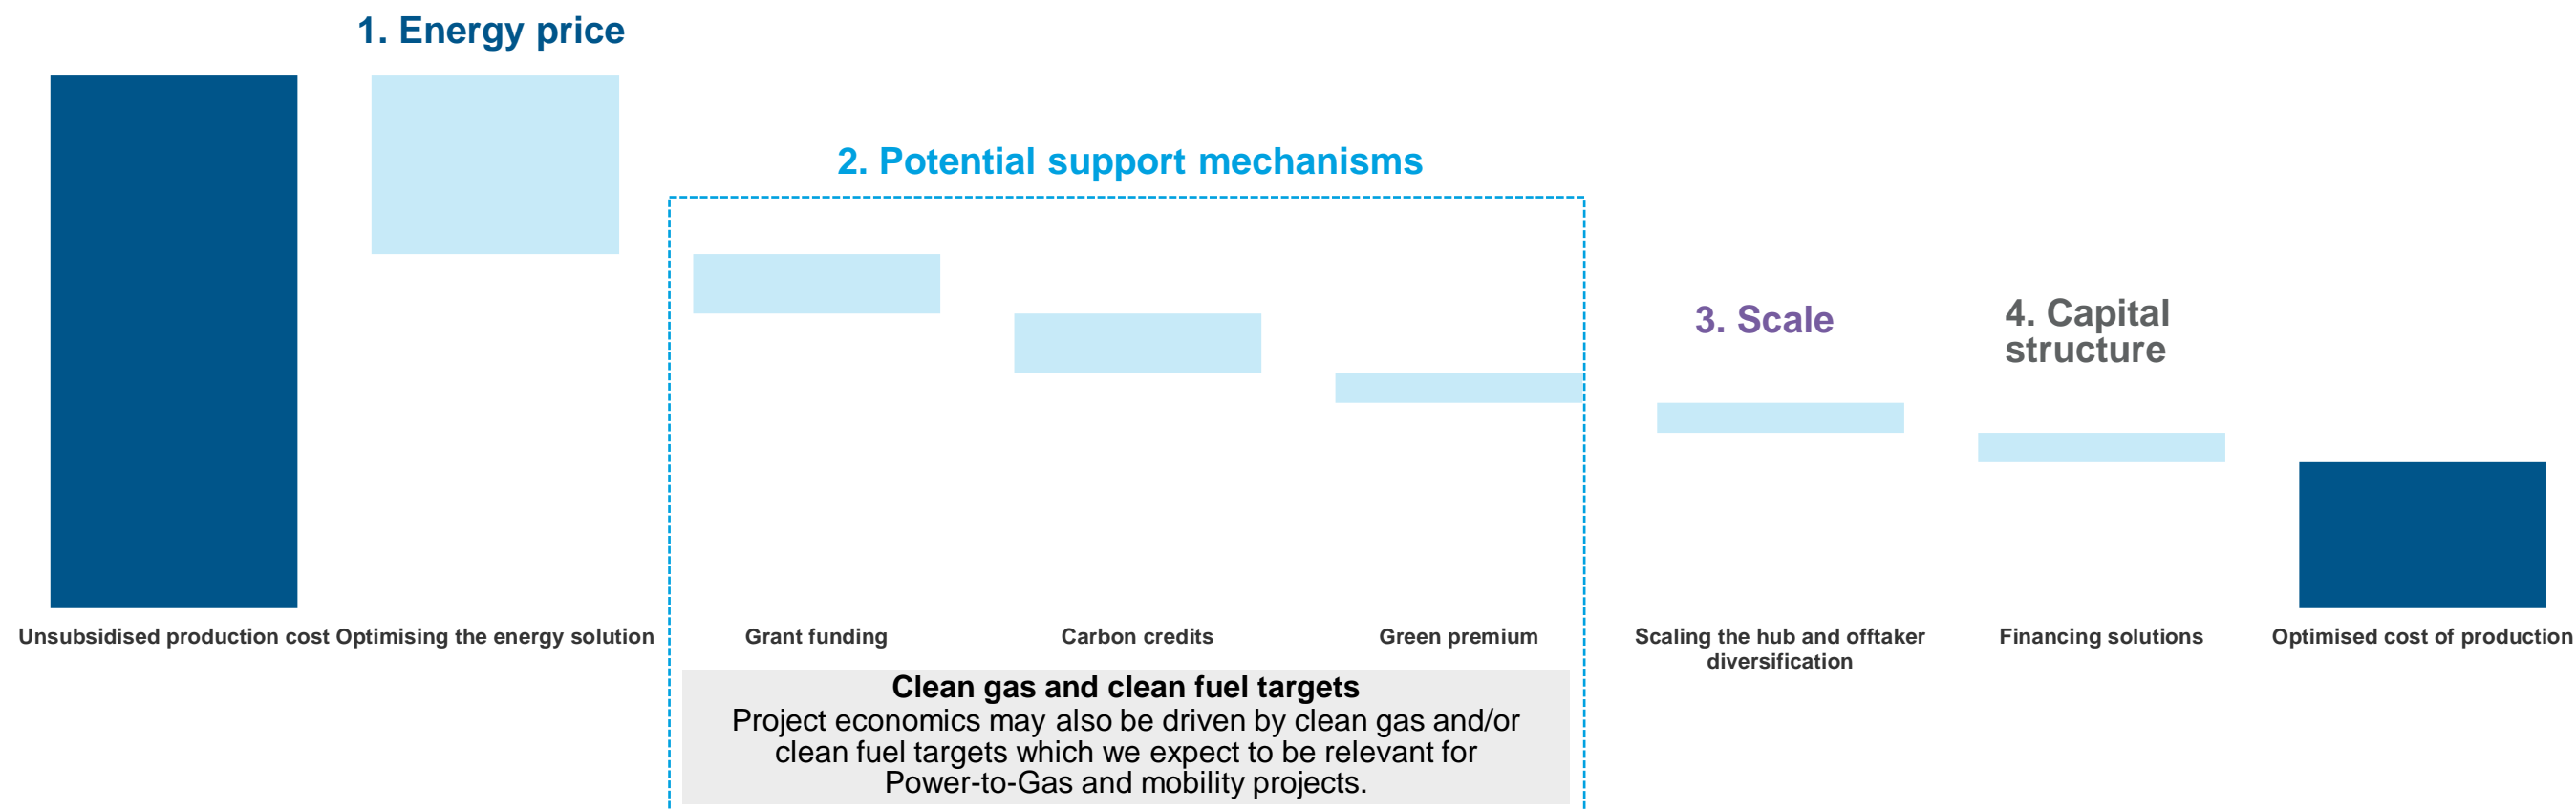 1. Energy price
2. Potential support mechanisms
3. Scale
4. Capital
structure
Unsubsidised production cost
Optimising the energy solution
Grant funding
Carbon credits
Green premium
Scaling the hub and offtaker
diversification
Financing solutions
Optimised cost of production
Clean gas and clean fuel targets
Project economics may also be driven by clean gas and/or
clean fuel targets which we expect to be relevant for
Power-to-Gas and mobility projects.